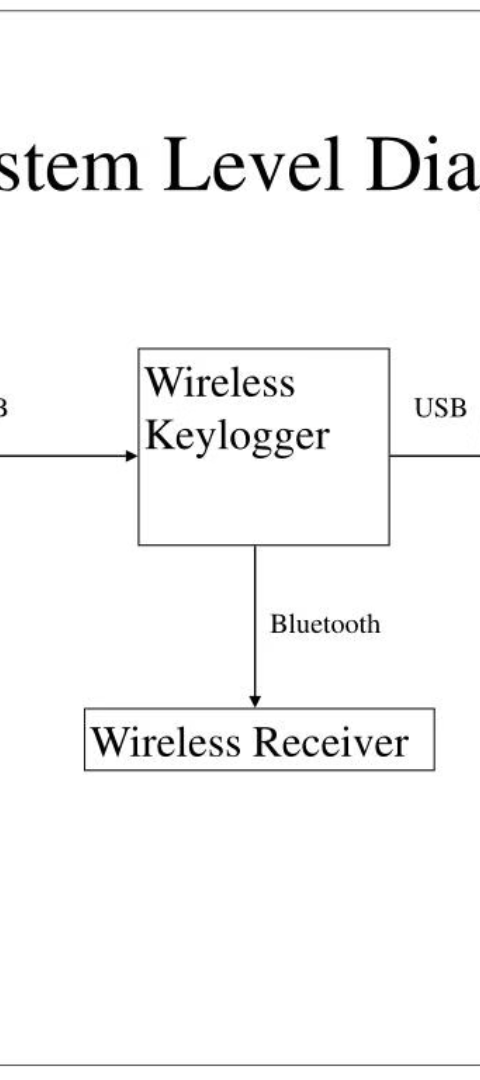 stem Level Dia
Wireless
Keylogger
USB
Bluetooth
Wireless Receiver